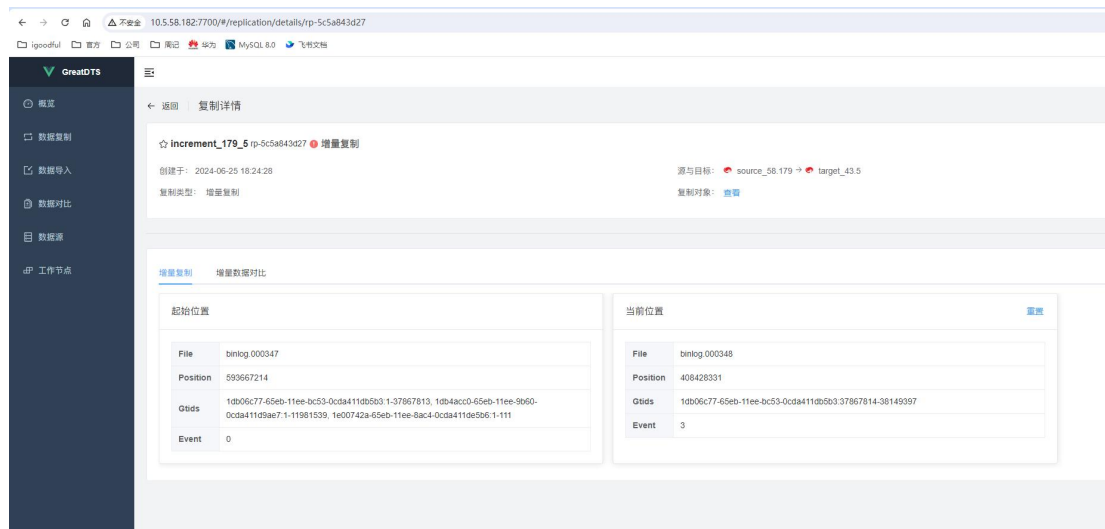 不安全 10.5.58.182:7700/#/replication/details/rp-5c5a843d27
igoodful 官方 公司 周记 华为 MySQL 8.0 飞书文档
GreatDTS
概览
← 返回 复制详情
数据复制
increment_179_5 rp-5c5a843d27 增量复制
数据导入
创建于: 2024-06-25 18:24:28 源与目标: source_58.179 → target_43.5
复制类型: 增量复制 复制对象: 查看
数据对比
数据源
工作节点
增量复制 增量数据对比
起始位置 当前位置 重置
File binlog.000347 File binlog.000348
Position 593667214 Position 408428331
Gtids 1db06c77-65eb-11ee-bc53-0cda411db5b3:1-37867813, 1db4acc0-65eb-11ee-9b60-
0cda411d9ae7:1-11981539, 1e00742a-65eb-11ee-8ac4-0cda411de5b6:1-111
Gtids 1db06c77-65eb-11ee-bc53-0cda411db5b3:37867814-38149397
Event 0 Event 3